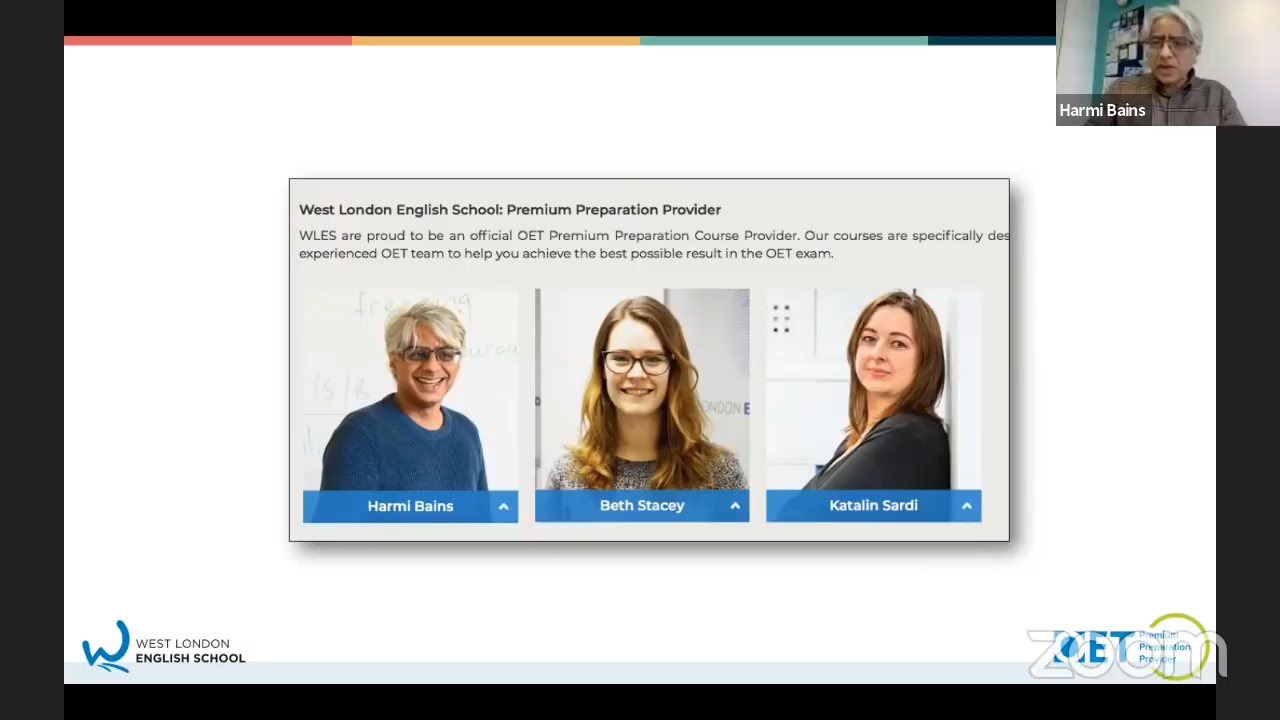 Harmi Bains
West London English School: Premium Preparation Provider
WLES are proud to be an official OET Premium Preparation Course Provider. Our courses are specifically des
experienced OET team to help you achieve the best possible result in the OET exam.
freezing
/S/B
ONDON E
Harmi Bains
Beth Stacey
Katalin Sardi
WEST LONDON
ENGLISH SCHOOL
OET
Premium
Preparation
Provider
zoom